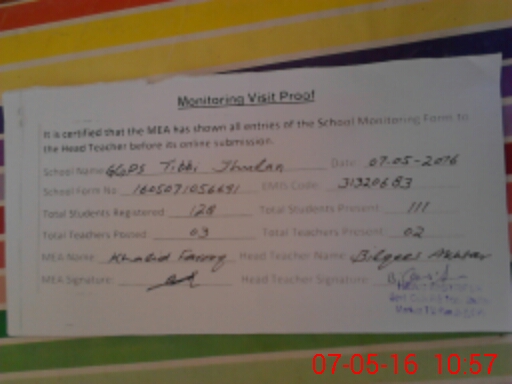 Monitoring Visit Proof
It is certified that the MEA has shown all entries of the School Monitoring Form to
the Head Teacher before its online submission.
School Name GGPS Tibbi Date: 07-05-2016
School Form No 1605071056691 EMIS Code: 31320683
Total Students Registered 128 Total Students Present 111
Total Teachers Posted 03 Total Teachers Present 02
MEA Name Khalid Farooq Head Teacher Name: Bilqees Akhtar
MEA Signature: Head Teacher Signature:
07-05-16 10:57